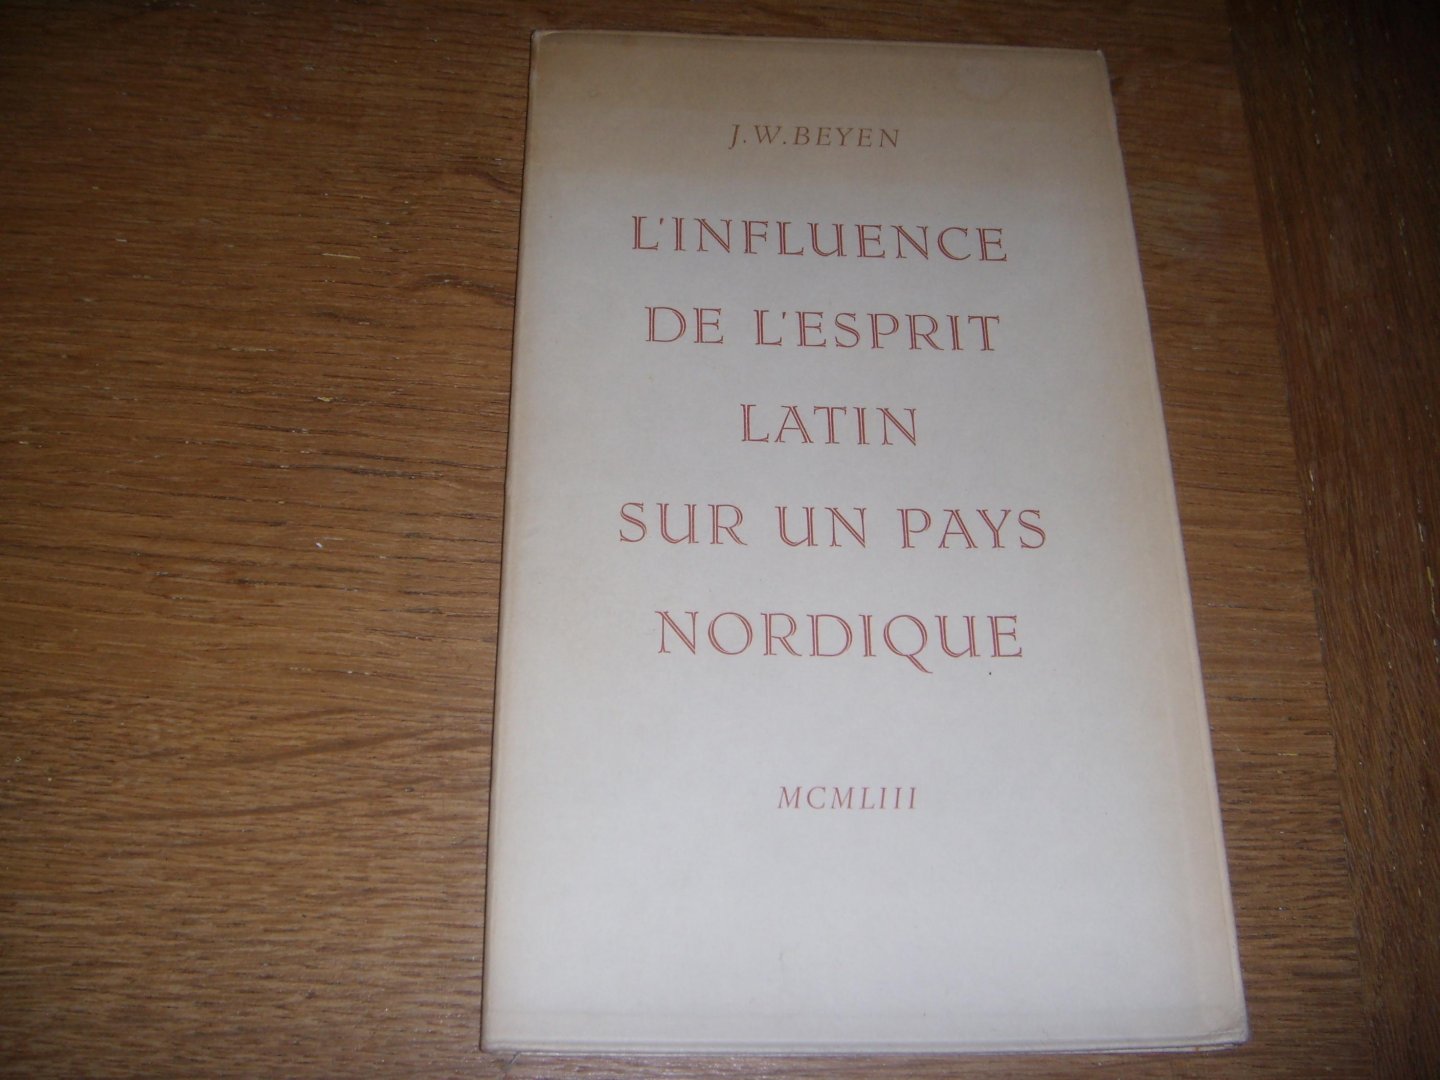 J. W. BEYEN
L'INFLUENCE
DE L'ESPRIT
LATIN
SUR UN PAYS
NORDIQUE
MCMLIII